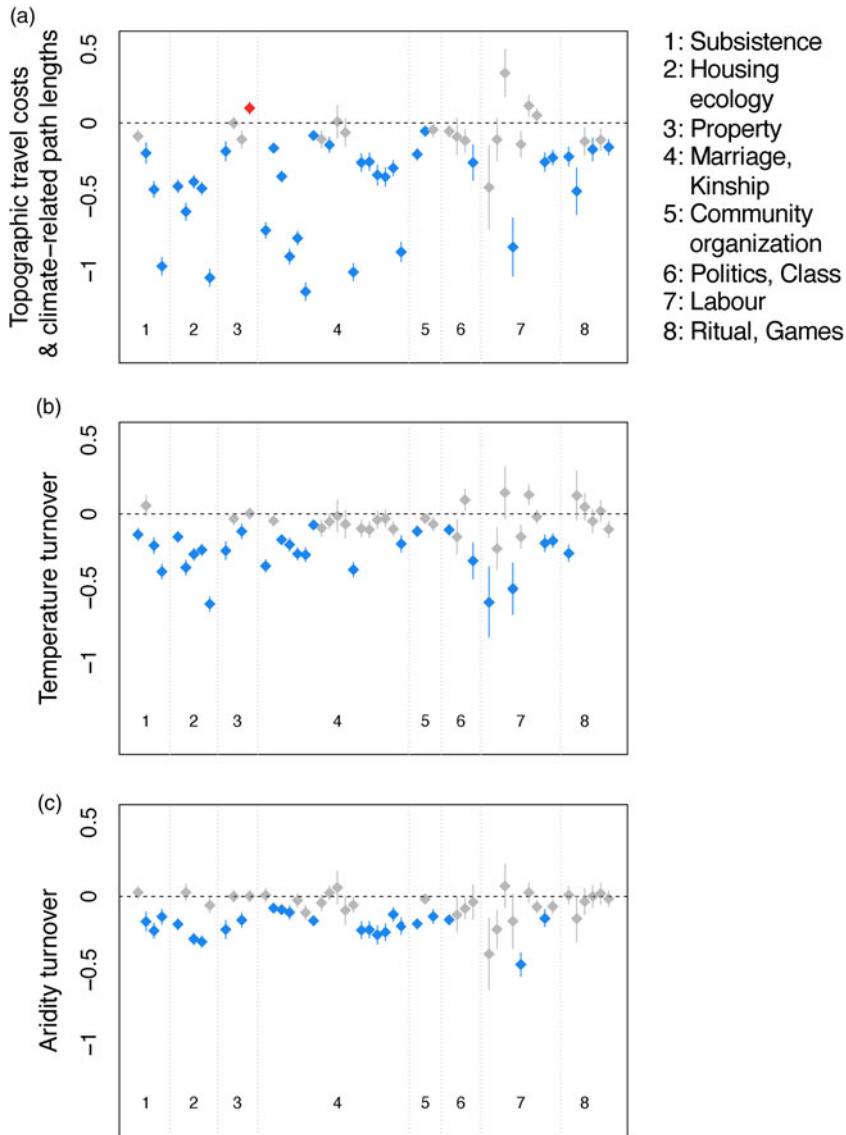 (a)
Topographic travel costs
& climate−related path lengths
0.5
0
−0.5
−1
1 2 3 4 5 6 7 8
1: Subsistence
2: Housing
ecology
3: Property
4: Marriage,
Kinship
5: Community
organization
6: Politics, Class
7: Labour
8: Ritual, Games
(b)
Temperature turnover
0.5
0
−0.5
−1
1 2 3 4 5 6 7 8
(c)
Aridity turnover
0.5
0
−0.5
−1
1 2 3 4 5 6 7 8